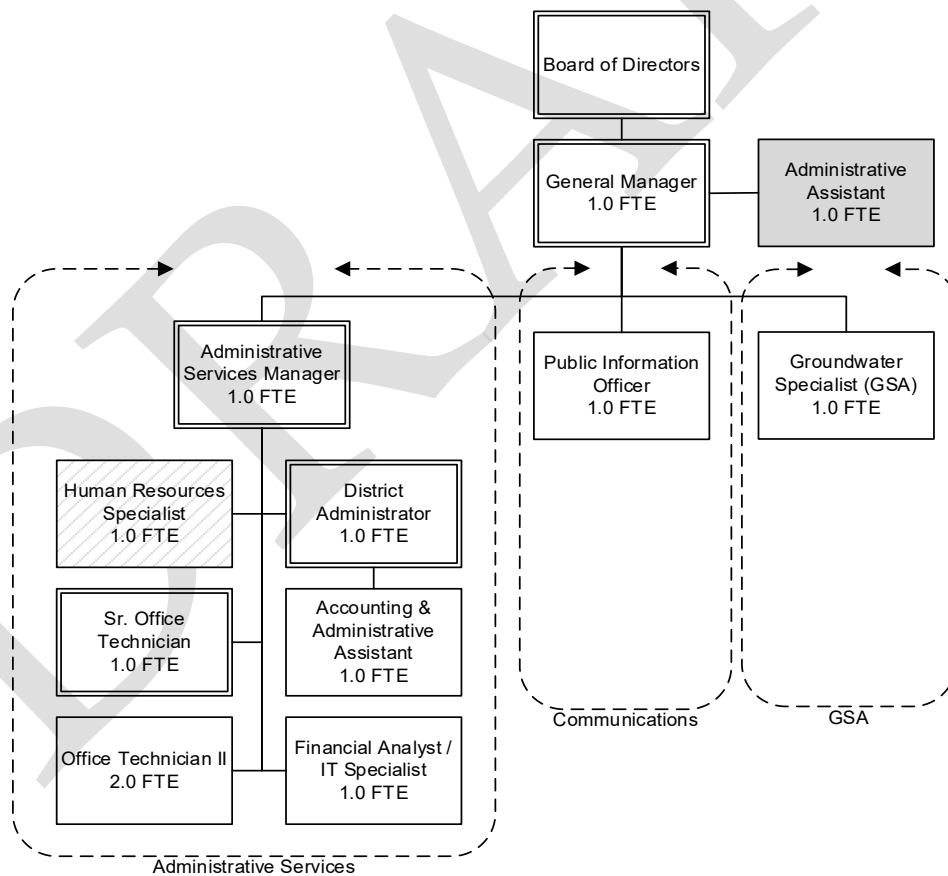 Board of Directors
General Manager
1.0 FTE
Administrative
Assistant
1.0 FTE
Administrative
Services Manager
1.0 FTE
Public Information
Officer
1.0 FTE
Groundwater
Specialist (GSA)
1.0 FTE
Human Resources
Specialist
1.0 FTE
District
Administrator
1.0 FTE
Sr. Office
Technician
1.0 FTE
Accounting &
Administrative
Assistant
1.0 FTE
Office Technician II
2.0 FTE
Financial Analyst /
IT Specialist
1.0 FTE
Communications
GSA
Administrative Services
DRA